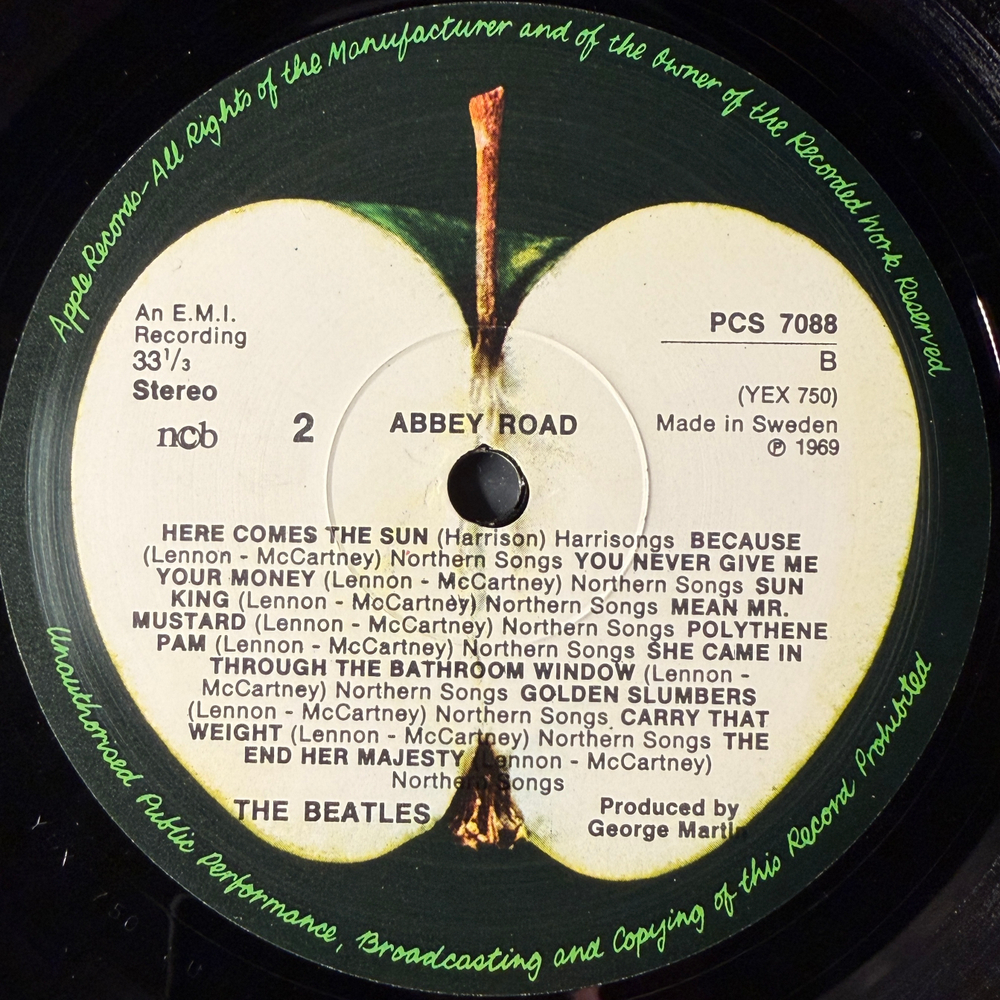 Apple Records - All Rights of the Manufacturer and of the Owner of the Recorded Work Reserved
An E.M.I.
Recording
33 1/3
Stereo
ncb
2
ABBEY ROAD
PCS 7088
B
(YEX 750)
Made in Sweden
℗ 1969
HERE COMES THE SUN (Harrison) Harrisongs BECAUSE
(Lennon - McCartney) Northern Songs YOU NEVER GIVE ME
YOUR MONEY (Lennon - McCartney) Northern Songs SUN
KING (Lennon - McCartney) Northern Songs MEAN MR.
MUSTARD (Lennon - McCartney) Northern Songs POLYTHENE
PAM (Lennon - McCartney) Northern Songs SHE CAME IN
THROUGH THE BATHROOM WINDOW (Lennon -
McCartney) Northern Songs GOLDEN SLUMBERS
(Lennon - McCartney) Northern Songs CARRY THAT
WEIGHT (Lennon - McCartney) Northern Songs THE
END HER MAJESTY (Lennon - McCartney)
Northern Songs
THE BEATLES
Produced by
George Martin
Unauthorised Public Performance, Broadcasting and Copying of this Record Prohibited